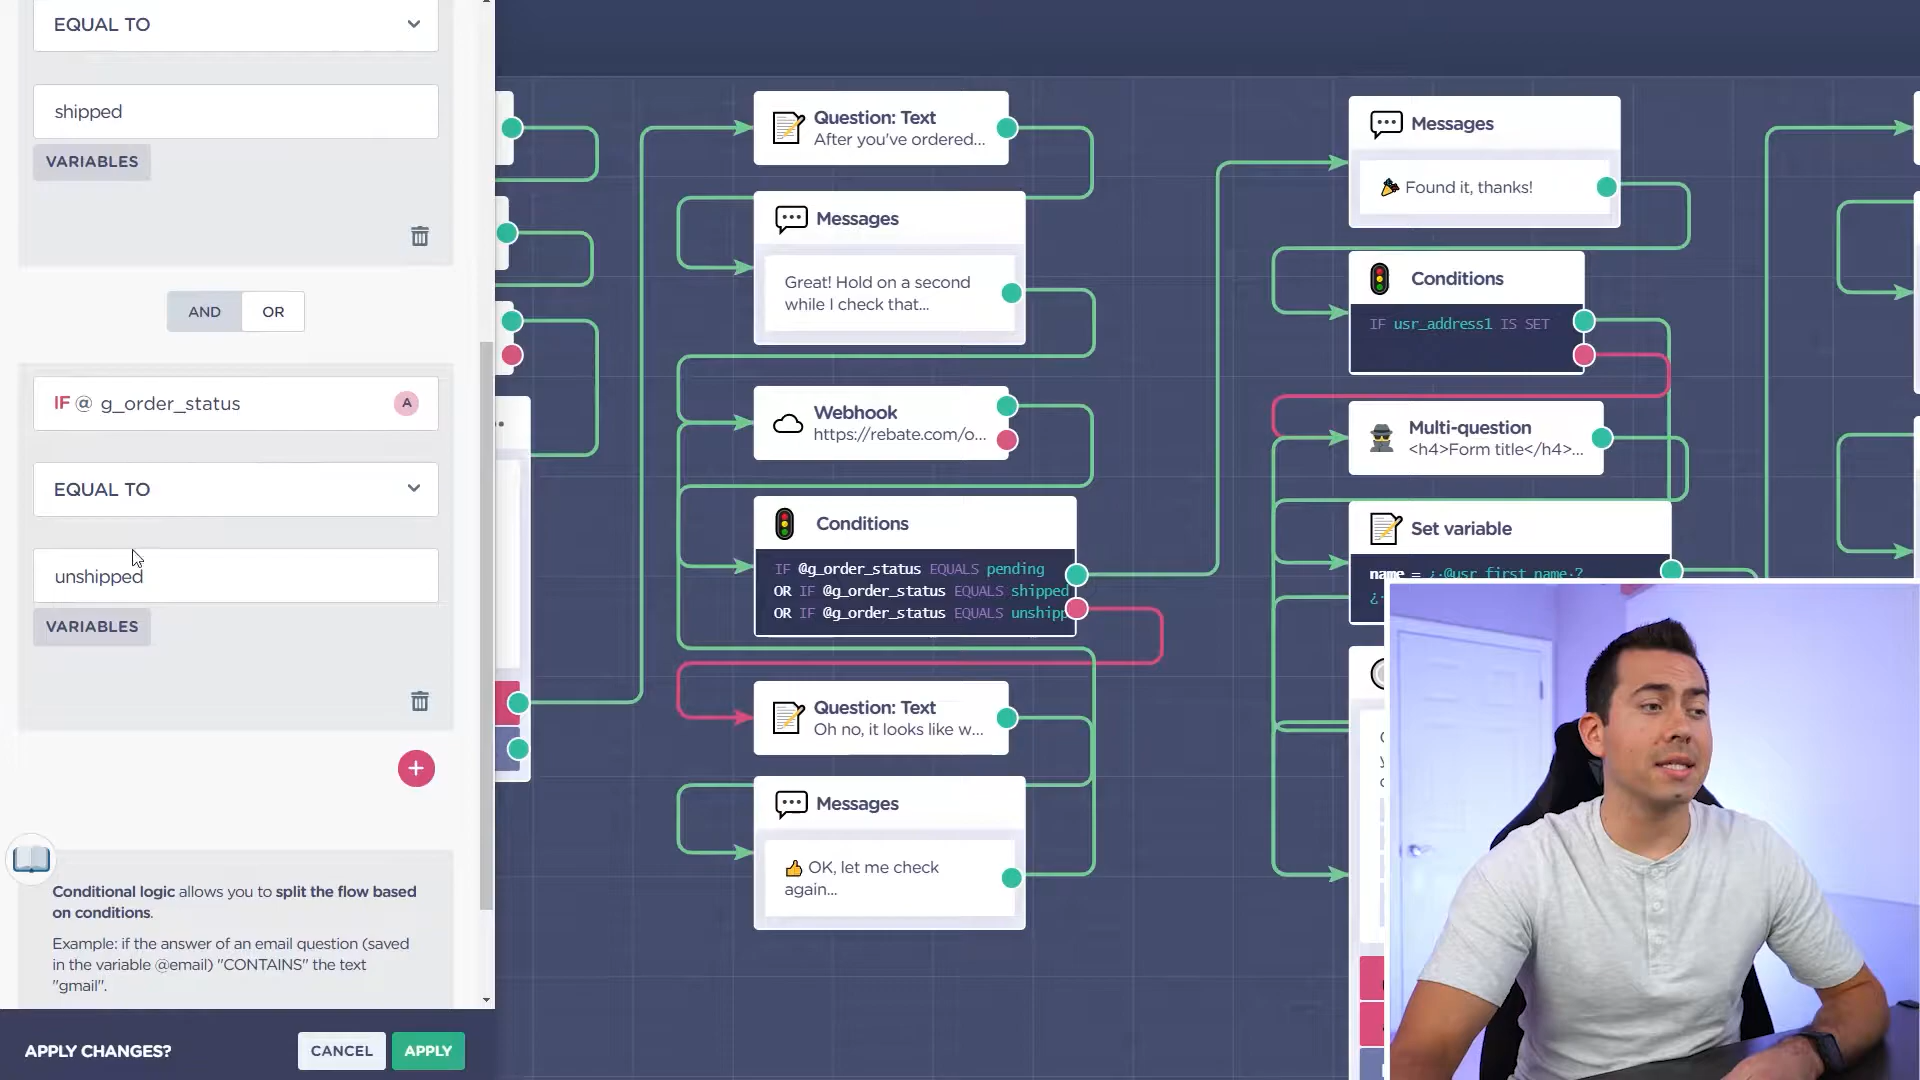 EQUAL TO
shipped
VARIABLES
AND
OR
IF @ g_order_status
A
EQUAL TO
unshipped
VARIABLES
+
Conditional logic allows you to split the flow based
on conditions.
Example: if the answer of an email question (saved
in the variable @email) "CONTAINS" the text
"gmail".
APPLY CHANGES?
CANCEL
APPLY
Question: Text
After you've ordered...
Messages
Great! Hold on a second
while I check that...
Webhook
https://rebate.com/o...
Conditions
IF @g_order_status EQUALS pending
OR IF @g_order_status EQUALS shipped
OR IF @g_order_status EQUALS unshipp
Question: Text
Oh no, it looks like w...
Messages
👍 OK, let me check
again...
Messages
🎉 Found it, thanks!
Conditions
IF usr_address1 IS SET
Multi-question
<h4>Form title</h4>...
Set variable
name = ¿·@usr_first_name·?